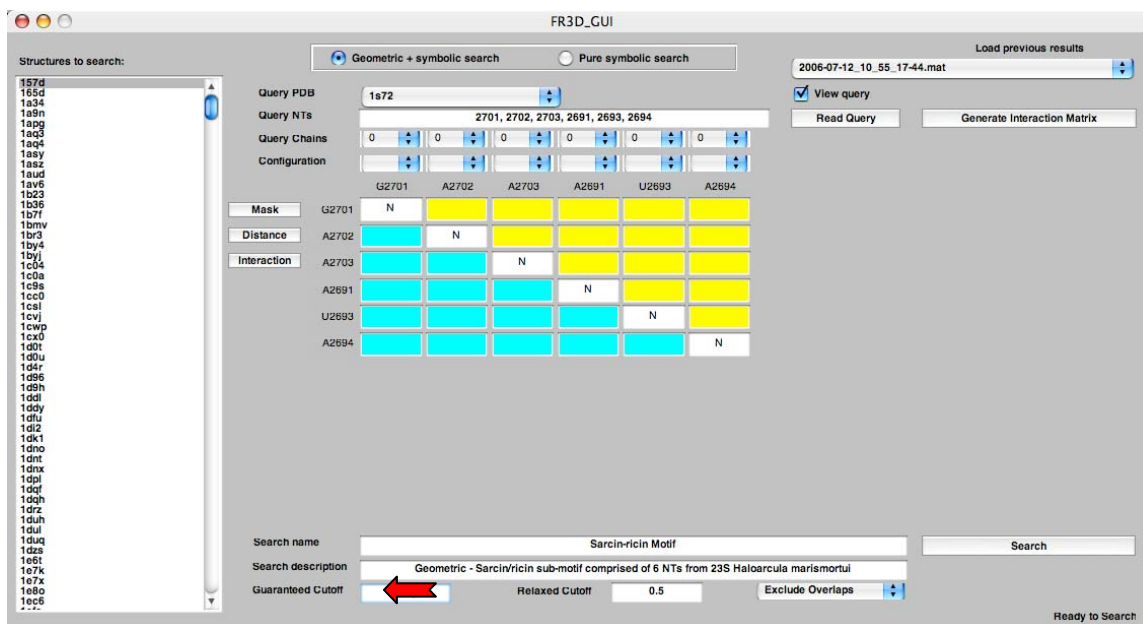 FR3D_GUI
Structures to search:
Geometric + symbolic search
Pure symbolic search
Load previous results
2006-07-12_10_55_17-44.mat
View query
Read Query
Generate Interaction Matrix
Query PDB
1s72
Query NTs
2701, 2702, 2703, 2691, 2693, 2694
Query Chains
0 0 0 0 0 0
Configuration
G2701 A2702 A2703 A2691 U2693 A2694
Mask
G2701 N
Distance
A2702 N
Interaction
A2703 N
A2691 N
U2693 N
A2694 N
157d
165d
1a34
1a9n
1apg
1aq3
1aq4
1asy
1asz
1aud
1av6
1b23
1b36
1b7f
1bmv
1br3
1by4
1byj
1c04
1c0a
1c9s
1cc0
1csl
1cvj
1cwp
1cx0
1d0t
1d0u
1d4r
1d96
1d9h
1ddl
1ddy
1dfu
1di2
1dk1
1dno
1dnt
1dnx
1dpl
1dqf
1dqh
1drz
1duh
1dul
1duq
1dzs
1e6t
1e7k
1e7x
1e8o
1ec6
Search name
Sarcin-ricin Motif
Search
Search description
Geometric - Sarcin/ricin sub-motif comprised of 6 NTs from 23S Haloarcula marismortui
Guaranteed Cutoff
Relaxed Cutoff
0.5
Exclude Overlaps
Ready to Search